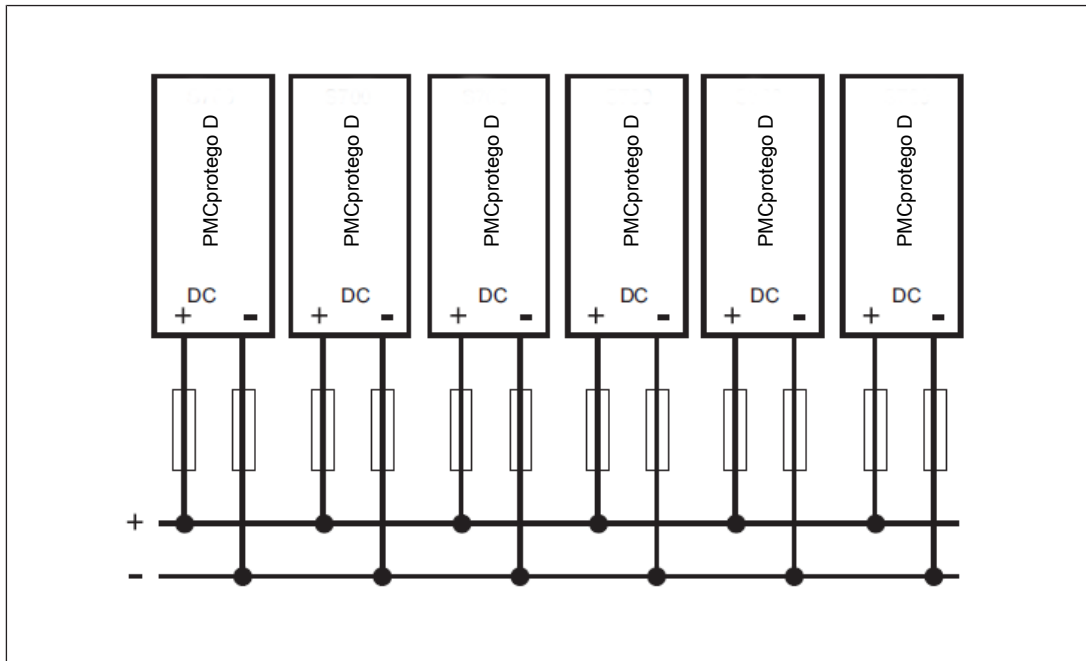 PMCprotego D
DC
+ -
PMCprotego D
DC
+ -
PMCprotego D
DC
+ -
PMCprotego D
DC
+ -
PMCprotego D
DC
+ -
PMCprotego D
DC
+ -
+
-